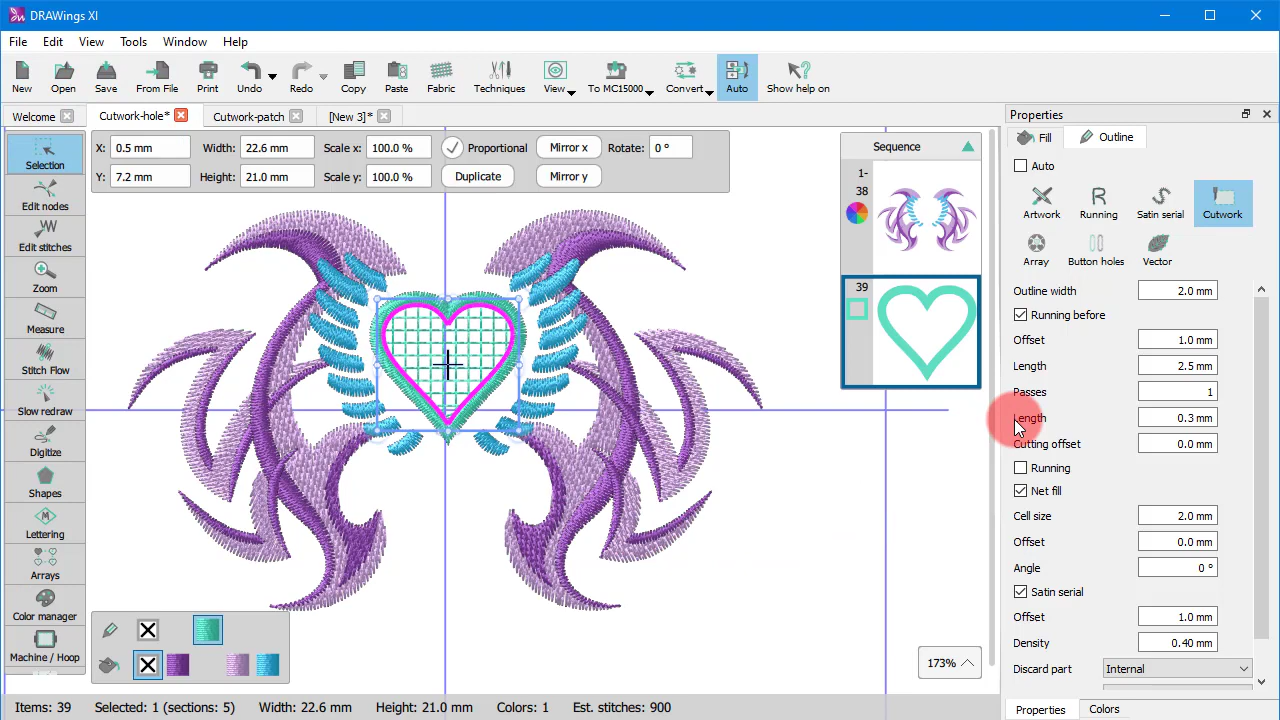 DRAWings XI
File Edit View Tools Window Help
New Open Save From File Print Undo Redo Copy Paste Fabric Techniques View To MC15000 Convert Auto Show help on
Welcome Cutwork-hole* Cutwork-patch [New 3]*
X: 0.5 mm Width: 22.6 mm Scale x: 100.0 % Proportional Mirror x Rotate: 0 °
Y: 7.2 mm Height: 21.0 mm Scale y: 100.0 % Duplicate Mirror y
Selection
Edit nodes
Edit stitches
Zoom
Measure
Stitch Flow
Slow redraw
Digitize
Shapes
Lettering
Arrays
Color manager
Machine / Hoop
Sequence
1-
38
39
173%
Properties
Fill Outline
Auto
Artwork Running Satin serial Cutwork
Array Button holes Vector
Outline width 2.0 mm
Running before
Offset 1.0 mm
Length 2.5 mm
Passes 1
Length 0.3 mm
Cutting offset 0.0 mm
Running
Net fill
Cell size 2.0 mm
Offset 0.0 mm
Angle 0 °
Satin serial
Offset 1.0 mm
Density 0.40 mm
Discard part Internal
Properties Colors
Items: 39 Selected: 1 (sections: 5) Width: 22.6 mm Height: 21.0 mm Colors: 1 Est. stitches: 900